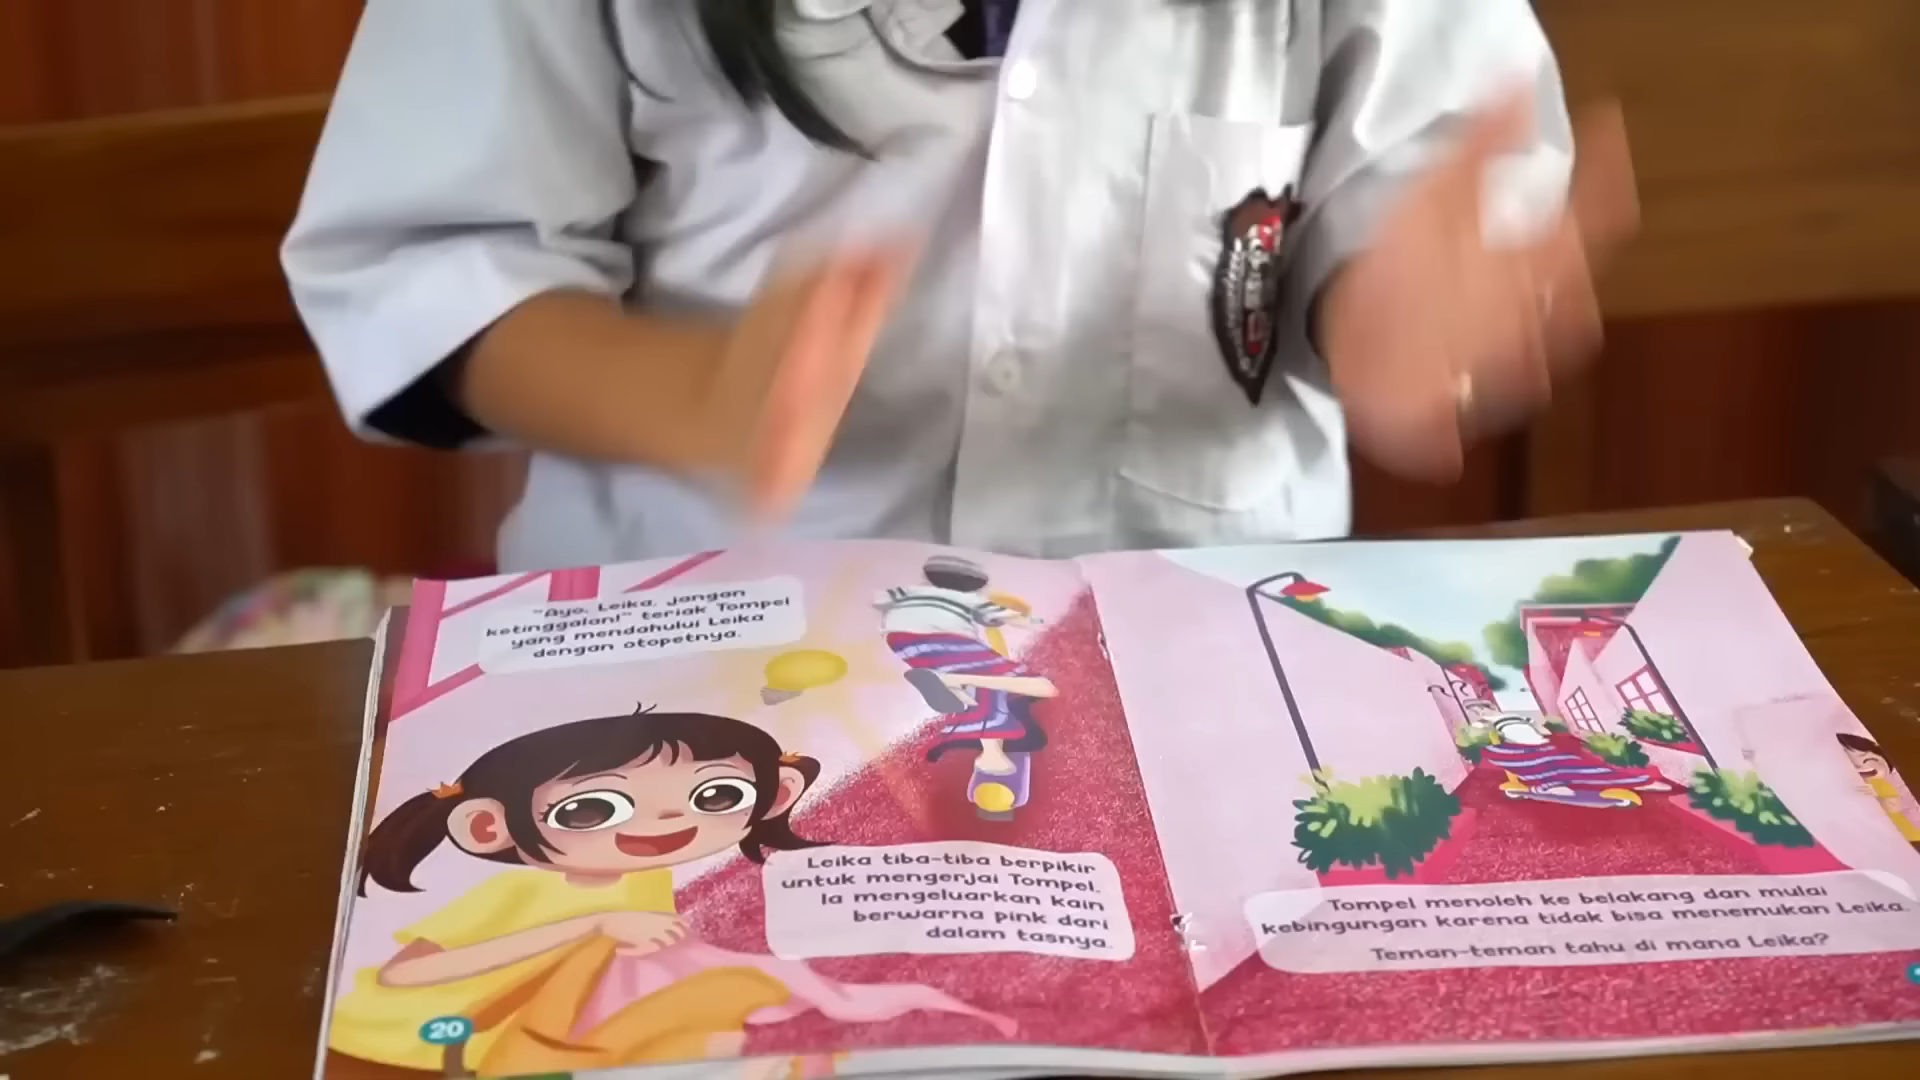 "Ayo, Leika, jangan
ketinggalan!" teriak Tompel
yang mendahului Leika
dengan otopetnya.
Leika tiba-tiba berpikir
untuk mengerjai Tompel.
Ia mengeluarkan kain
berwarna pink dari
dalam tasnya.
20
Tompel menoleh ke belakang dan mulai
kebingungan karena tidak bisa menemukan Leika.
Teman-teman tahu di mana Leika?